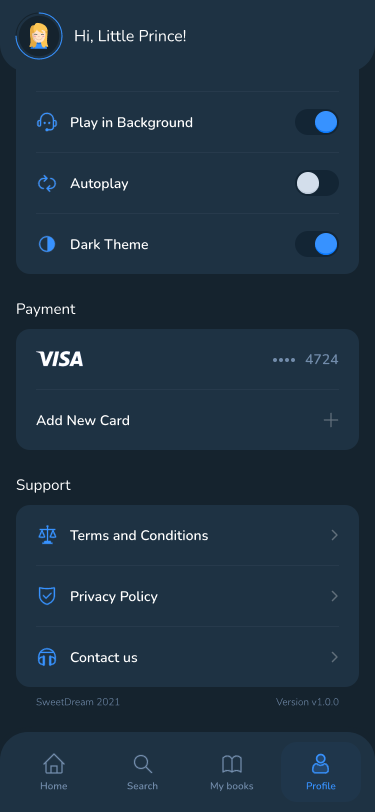 Hi, Little Prince!
Play in Background
Autoplay
Dark Theme
Payment
VISA •••• 4724
Add New Card
Support
Terms and Conditions
Privacy Policy
Contact us
SweetDream 2021 Version v1.0.0
Home Search My books Profile